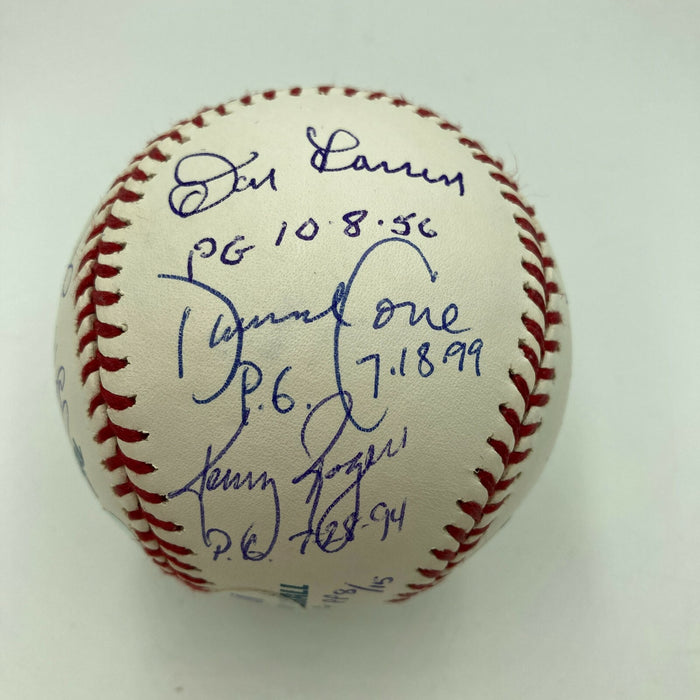 Don Larsen
PG 10·8·56
David Cone
P.G. 7.18.99
Kenny Rogers
P.G. 7-28-94